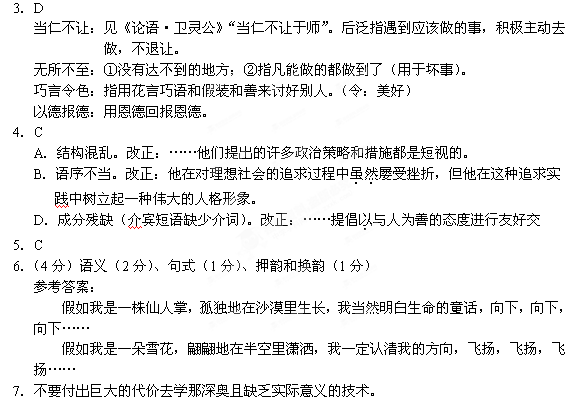 3. D
当仁不让：见《论语·卫灵公》“当仁不让于师”。后泛指遇到应该做的事，积极主动去
做，不退让。
无所不至：①没有达不到的地方；②指凡能做的都做到了（用于坏事）。
巧言令色：指用花言巧语和假装和善来讨好别人。（令：美好）
以德报德：用恩德回报恩德。
4. C
A．结构混乱。改正：……他们提出的许多政治策略和措施都是短视的。
B．语序不当。改正：他在对理想社会的追求过程中虽然屡受挫折，但他在这种追求实
践中树立起一种伟大的人格形象。
D．成分残缺（介宾短语缺少介词）。改正：……提倡以与人为善的态度进行友好交
5. C
6.（4分）语义（2分）、句式（1分）、押韵和换韵（1分）
参考答案：
假如我是一株仙人掌，孤独地在沙漠里生长，我当然明白生命的童话，向下，向下，
向下……
假如我是一朵雪花，翩翩地在半空里潇洒，我一定认清我的方向，飞扬，飞扬，飞
扬……
7. 不要付出巨大的代价去学那深奥且缺乏实际意义的技术。